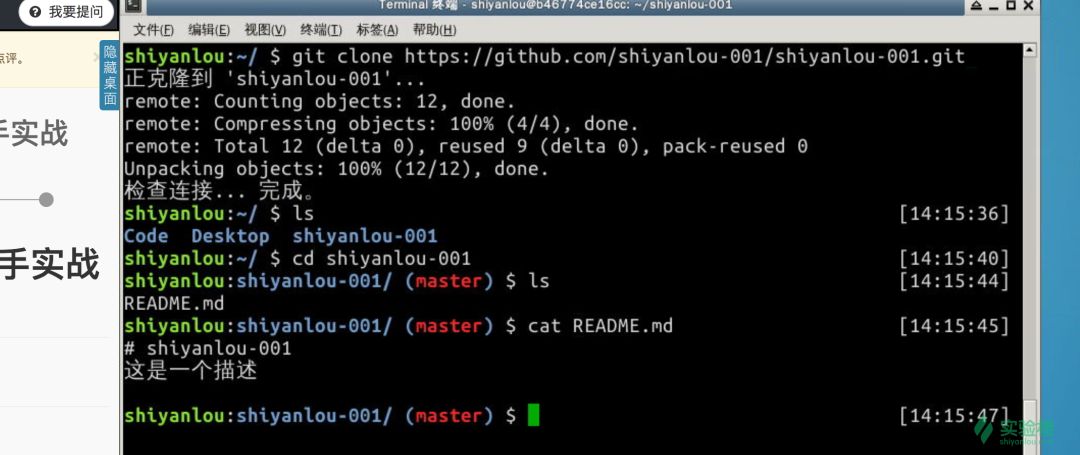 我要提问
点评。
隐藏桌面
手实战
手实战
Terminal 终端 - shiyanlou@b46774ce16cc: ~/shiyanlou-001
文件(F) 编辑(E) 视图(V) 终端(T) 标签(A) 帮助(H)
shiyanlou:~/ $ git clone https://github.com/shiyanlou-001/shiyanlou-001.git
正克隆到 'shiyanlou-001'...
remote: Counting objects: 12, done.
remote: Compressing objects: 100% (4/4), done.
remote: Total 12 (delta 0), reused 9 (delta 0), pack-reused 0
Unpacking objects: 100% (12/12), done.
检查连接... 完成。
shiyanlou:~/ $ ls [14:15:36]
Code Desktop shiyanlou-001
shiyanlou:~/ $ cd shiyanlou-001 [14:15:40]
shiyanlou:shiyanlou-001/ (master) $ ls [14:15:44]
README.md
shiyanlou:shiyanlou-001/ (master) $ cat README.md [14:15:45]
# shiyanlou-001
这是一个描述
shiyanlou:shiyanlou-001/ (master) $ [14:15:47]
实验楼
shiyanlou.com